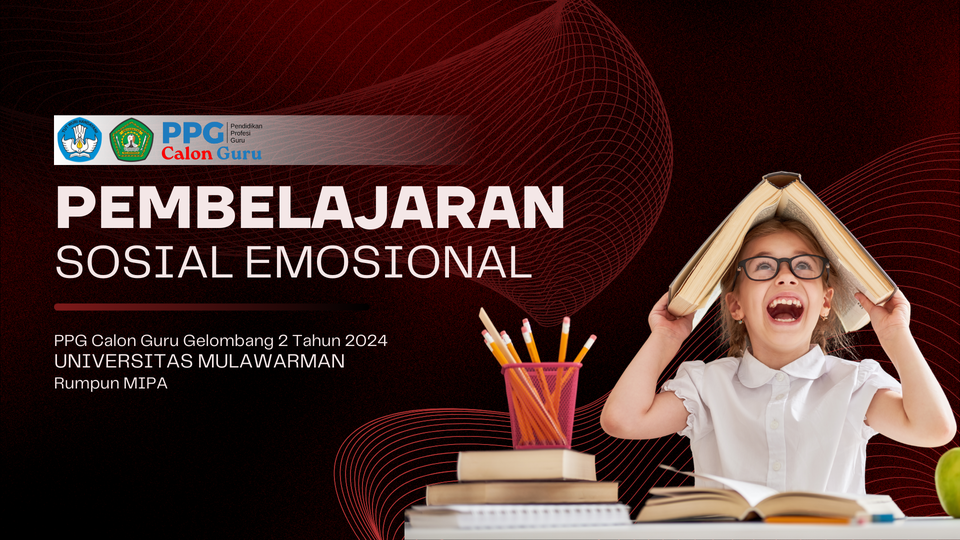 PPG
Pendidikan
Profesi
Guru
Calon Guru
PEMBELAJARAN
SOSIAL EMOSIONAL
PPG Calon Guru Gelombang 2 Tahun 2024
UNIVERSITAS MULAWARMAN
Rumpun MIPA